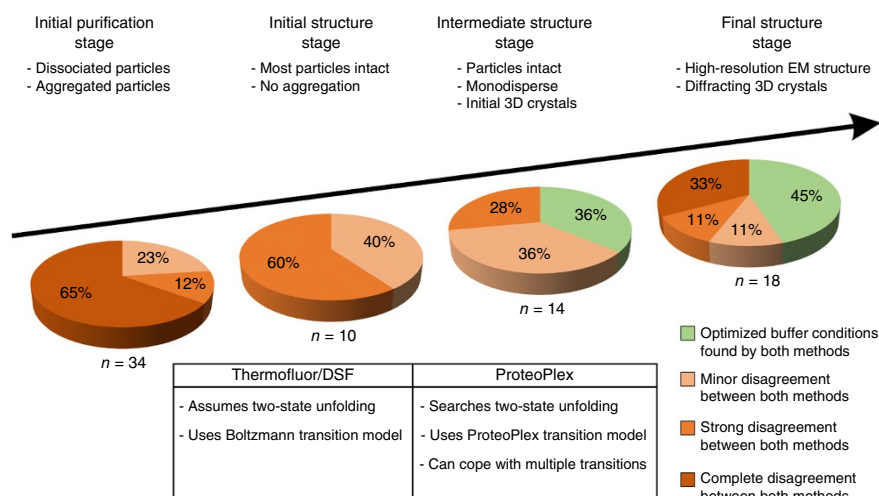 Initial purification
stage
- Dissociated particles
- Aggregated particles
Initial structure
stage
- Most particles intact
- No aggregation
Intermediate structure
stage
- Particles intact
- Monodisperse
- Initial 3D crystals
Final structure
stage
- High-resolution EM structure
- Diffracting 3D crystals
23%
12%
65%
n = 34
40%
60%
n = 10
28%
36%
36%
n = 14
33%
45%
11%
11%
n = 18
Thermofluor/DSF
- Assumes two-state unfolding
- Uses Boltzmann transition model
ProteoPlex
- Searches two-state unfolding
- Uses ProteoPlex transition model
- Can cope with multiple transitions
Optimized buffer conditions
found by both methods
Minor disagreement
between both methods
Strong disagreement
between both methods
Complete disagreement
between both methods